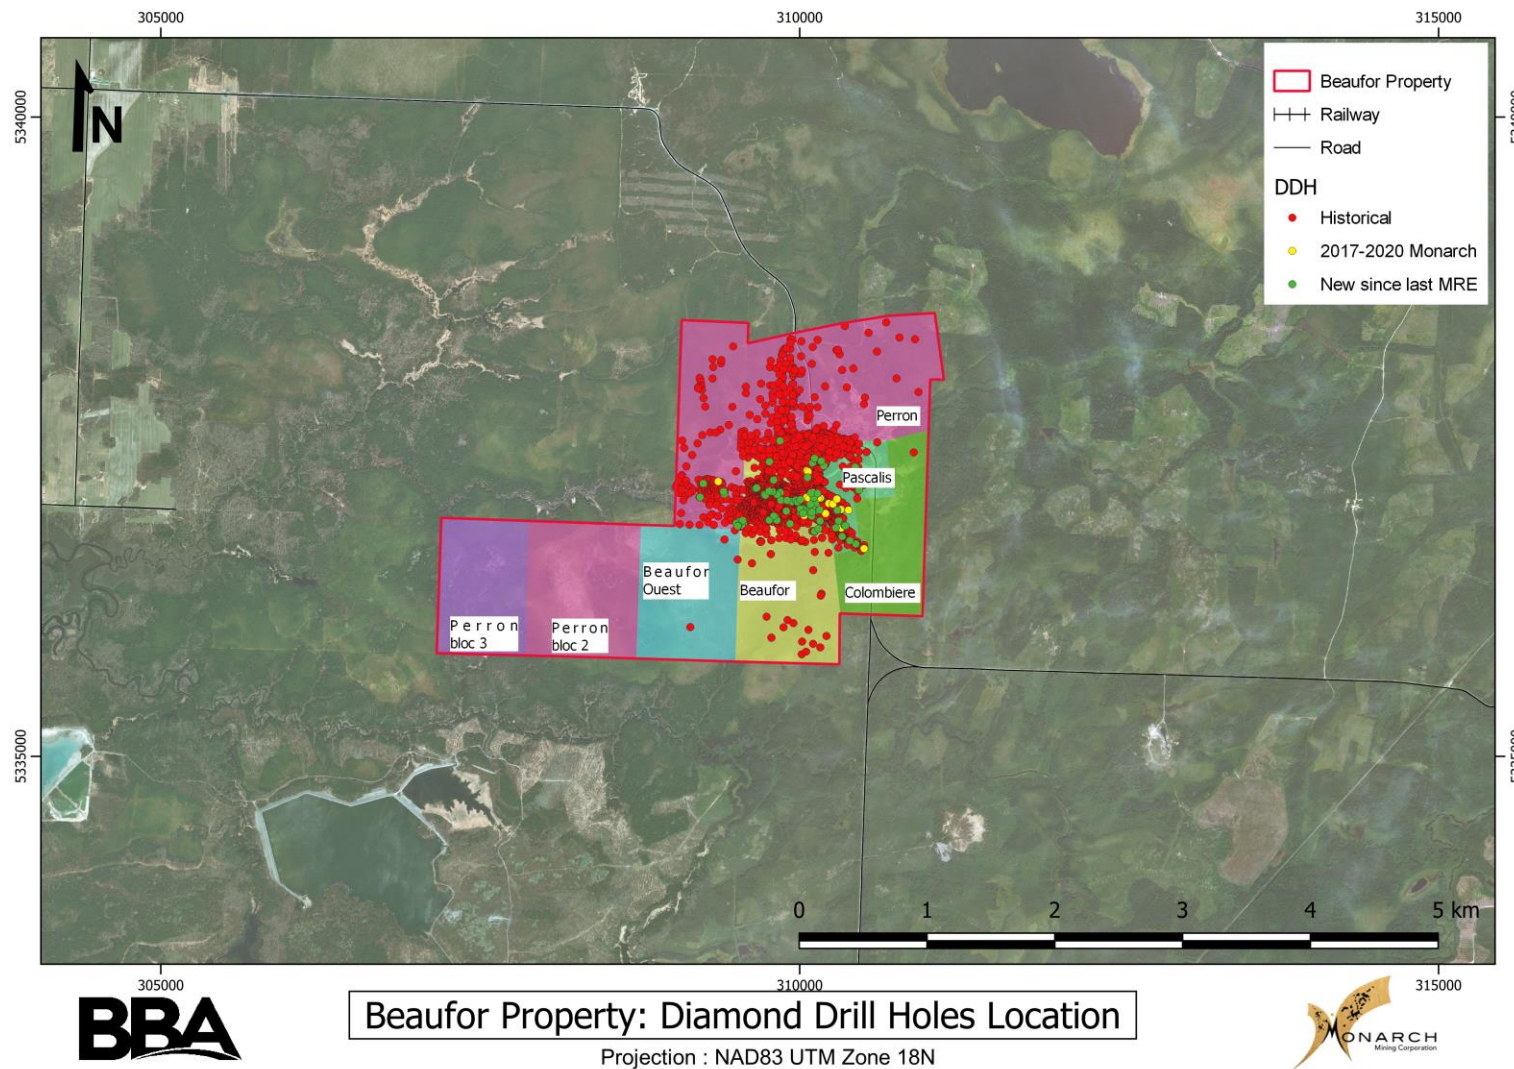 305000
310000
315000
5340000
N
Beaufor Property
Railway
Road
DDH
Historical
2017-2020 Monarch
New since last MRE
Perron
Pascalis
Beaufor
Ouest
Beaufor
Colombiere
Perron
bloc 3
Perron
bloc 2
5335000
0 1 2 3 4 5 km
305000
310000
315000
BBA
Beaufor Property: Diamond Drill Holes Location
Projection : NAD83 UTM Zone 18N
MONARCH
Mining Corporation